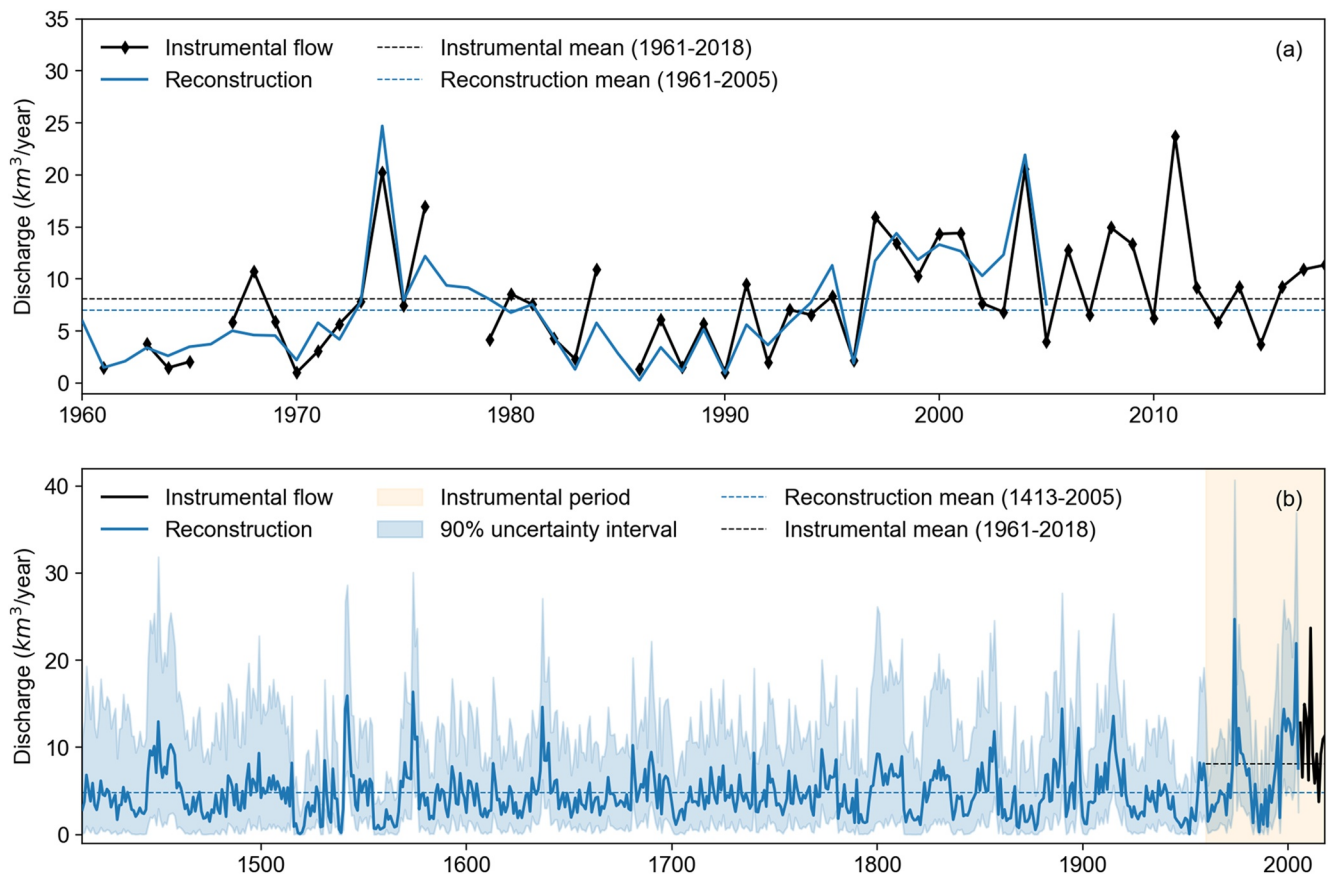 35
30
25
20
15
10
5
0
Discharge (km³/year)
Instrumental flow
Reconstruction
Instrumental mean (1961-2018)
Reconstruction mean (1961-2005)
(a)
1960 1970 1980 1990 2000 2010
40
30
20
10
0
Discharge (km³/year)
Instrumental flow
Reconstruction
Instrumental period
90% uncertainty interval
Reconstruction mean (1413-2005)
Instrumental mean (1961-2018)
(b)
1500 1600 1700 1800 1900 2000